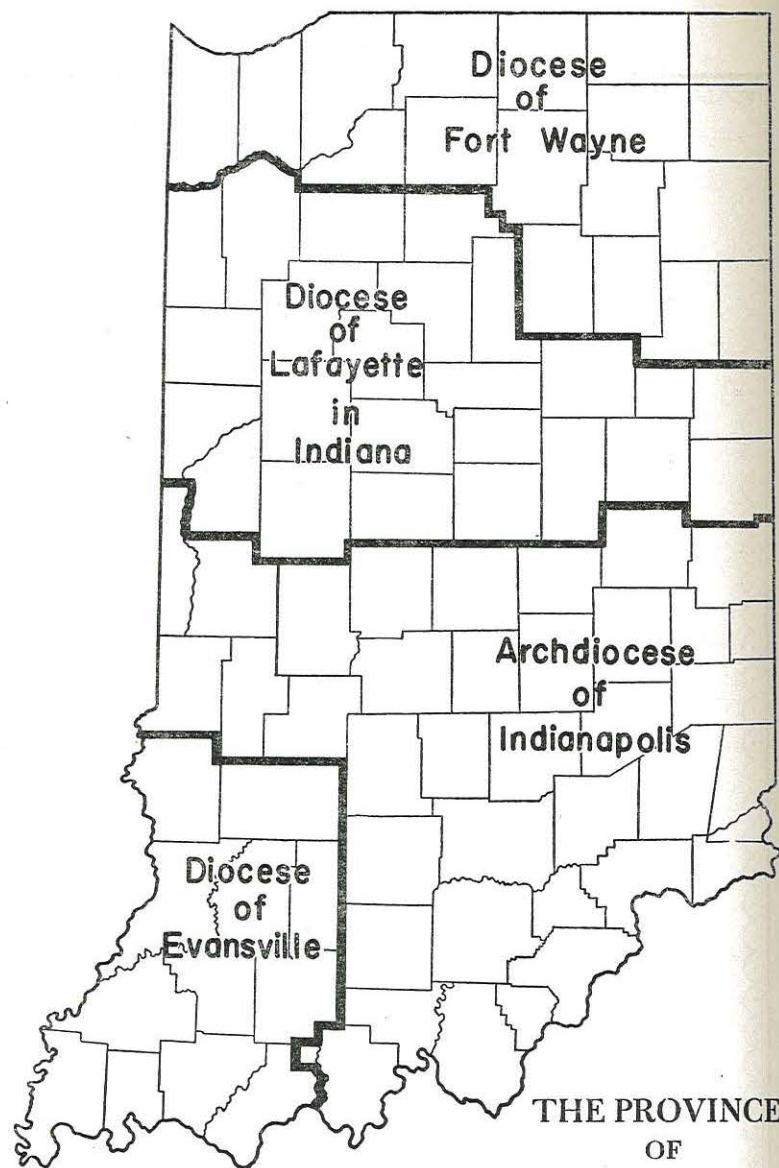 Diocese
of
Fort Wayne
Diocese
of
Lafayette
in
Indiana
Archdiocese
of
Indianapolis
Diocese
of
Evansville
THE PROVINCE
OF